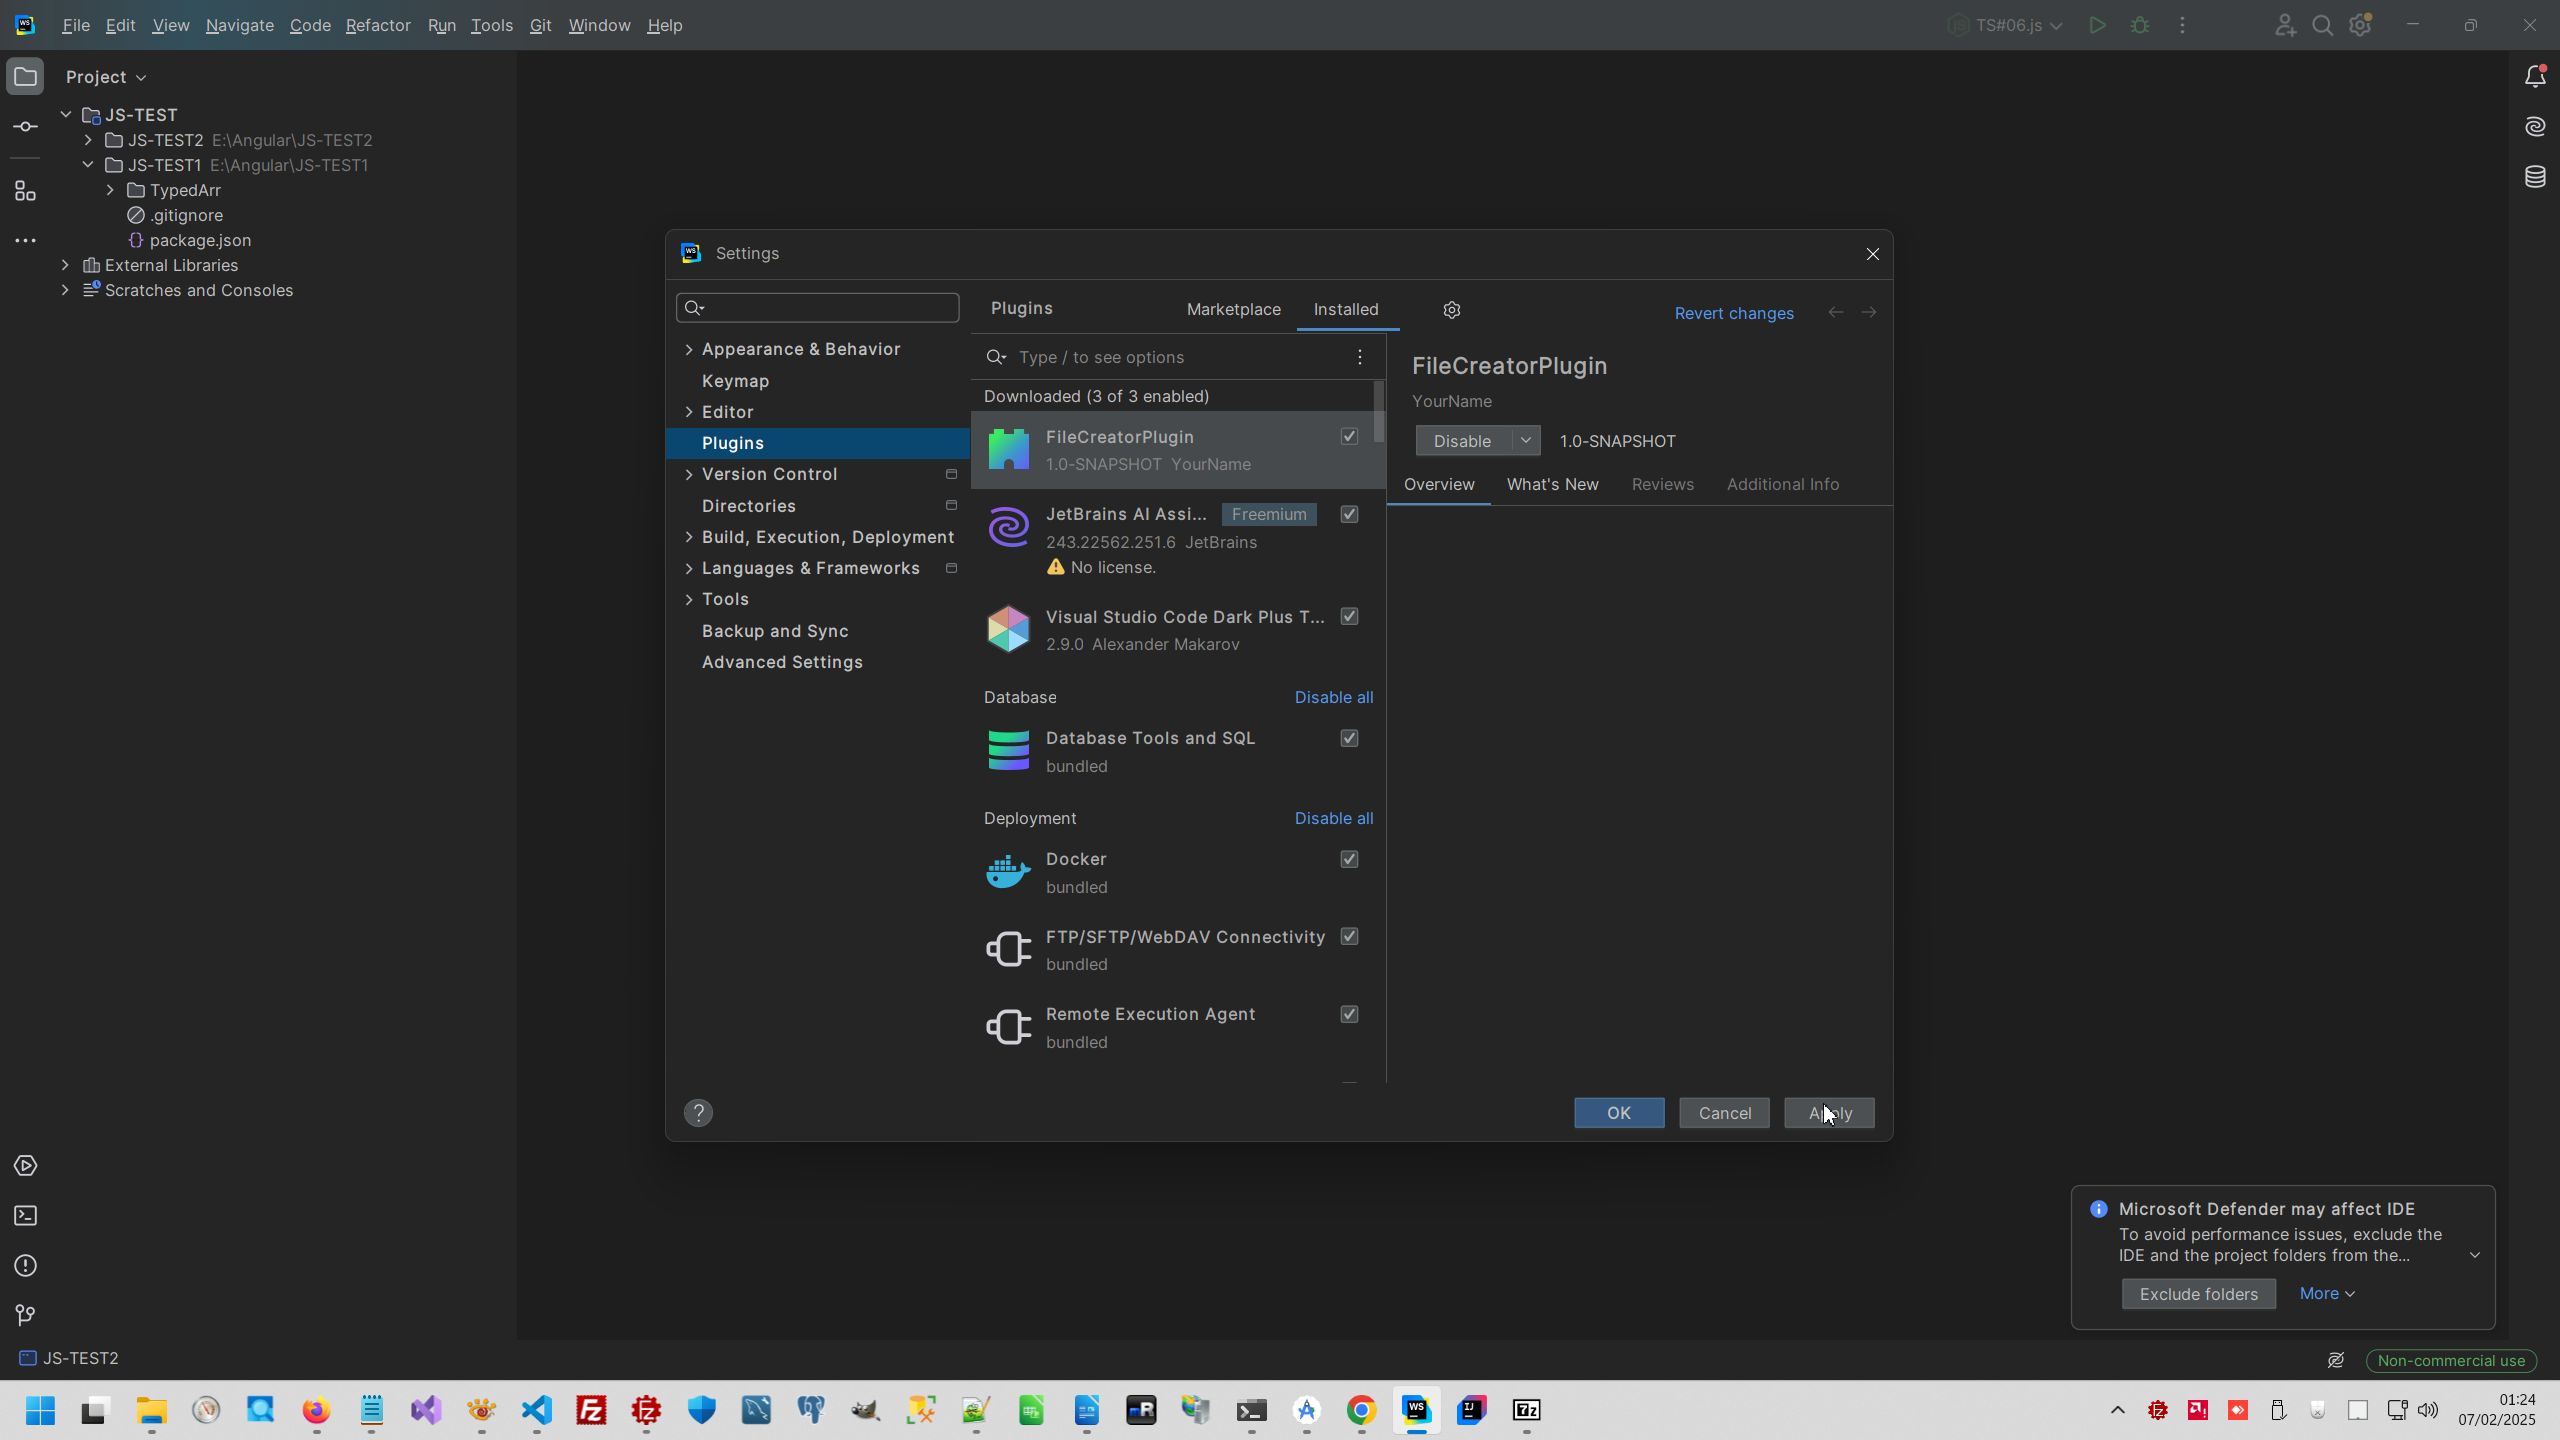 File Edit View Navigate Code Refactor Run Tools Git Window Help
TS#06.js
Project
JS-TEST
JS-TEST2 E:\Angular\JS-TEST2
JS-TEST1 E:\Angular\JS-TEST1
TypedArr
.gitignore
package.json
External Libraries
Scratches and Consoles
Settings
Appearance & Behavior
Keymap
Editor
Plugins
Version Control
Directories
Build, Execution, Deployment
Languages & Frameworks
Tools
Backup and Sync
Advanced Settings
Plugins Marketplace Installed
Type / to see options
Downloaded (3 of 3 enabled)
FileCreatorPlugin
1.0-SNAPSHOT YourName
JetBrains AI Assi... Freemium
243.22562.251.6 JetBrains
No license.
Visual Studio Code Dark Plus T...
2.9.0 Alexander Makarov
Database Disable all
Database Tools and SQL
bundled
Deployment Disable all
Docker
bundled
FTP/SFTP/WebDAV Connectivity
bundled
Remote Execution Agent
bundled
Revert changes
FileCreatorPlugin
YourName
Disable 1.0-SNAPSHOT
Overview What's New Reviews Additional Info
? OK Cancel Apply
Microsoft Defender may affect IDE
To avoid performance issues, exclude the
IDE and the project folders from the...
Exclude folders More
JS-TEST2
Non-commercial use
01:24
07/02/2025